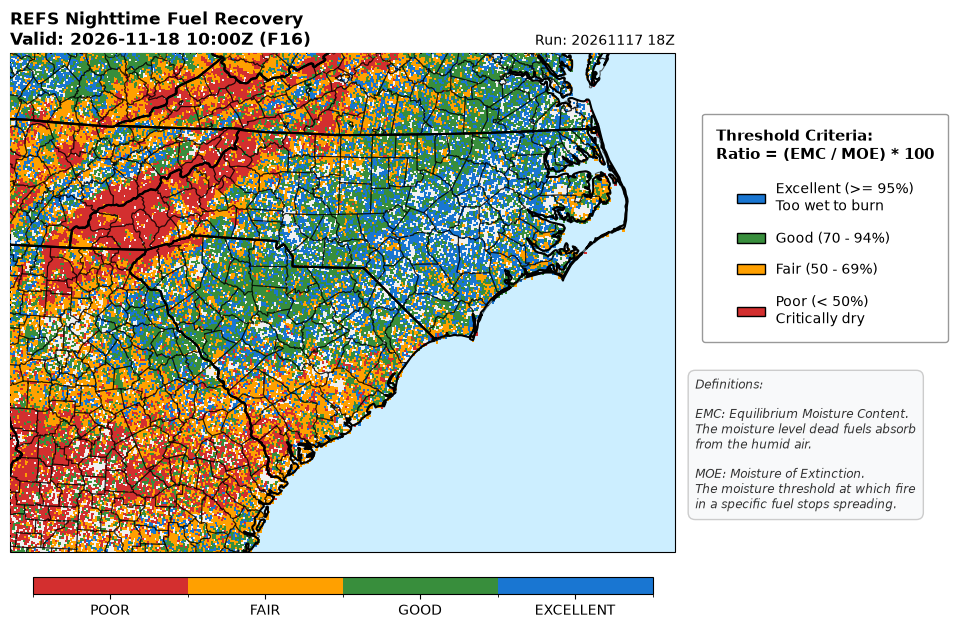 REFS Nighttime Fuel Recovery
Valid: 2026-11-18 10:00Z (F16)
Run: 20261117 18Z
Threshold Criteria:
Ratio = (EMC / MOE) * 100
Excellent (>= 95%)
Too wet to burn
Good (70 - 94%)
Fair (50 - 69%)
Poor (< 50%)
Critically dry
Definitions:
EMC: Equilibrium Moisture Content.
The moisture level dead fuels absorb
from the humid air.
MOE: Moisture of Extinction.
The moisture threshold at which fire
in a specific fuel stops spreading.
POOR FAIR GOOD EXCELLENT